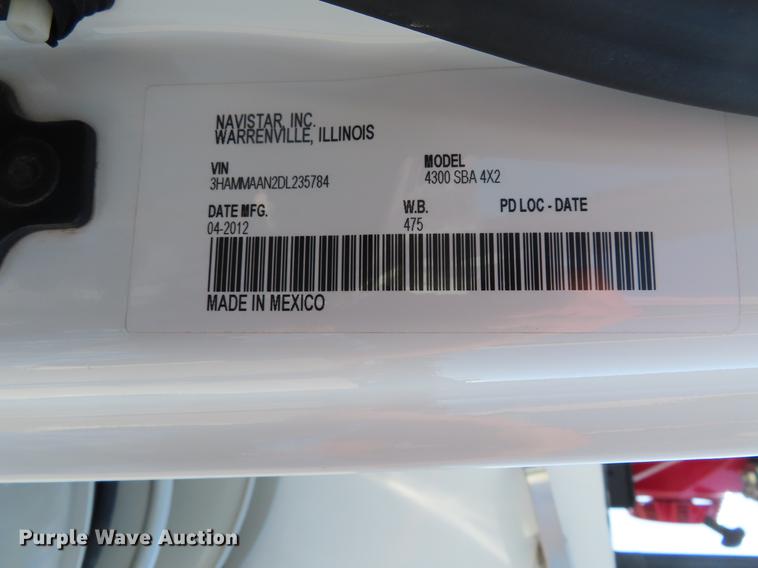 NAVISTAR, INC.
WARRENVILLE, ILLINOIS
VIN MODEL
3HAMMAAN2DL235784 4300 SBA 4X2
DATE MFG. W.B. PD LOC - DATE
04-2012 475
MADE IN MEXICO
Purple Wave Auction